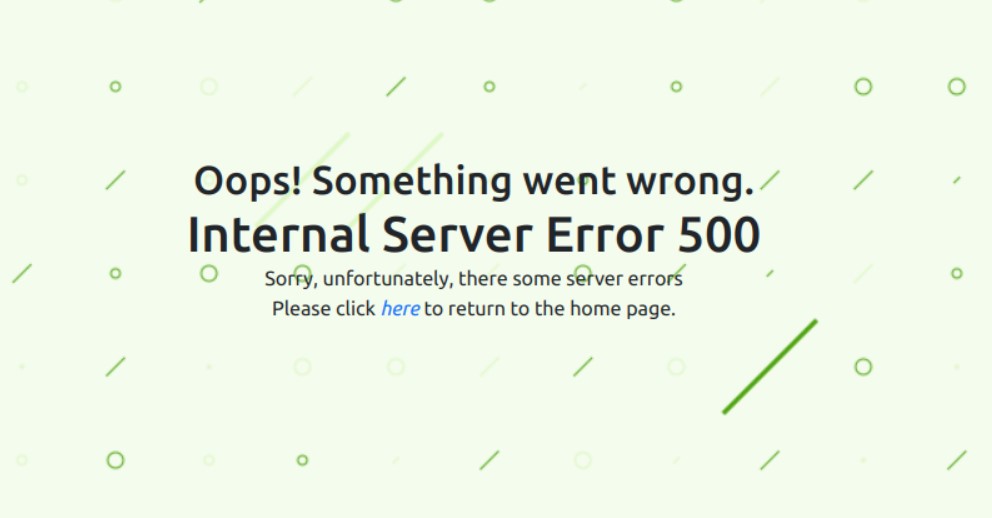 Oops! Something went wrong.
Internal Server Error 500
Sorry, unfortunately, there some server errors
Please click here to return to the home page.